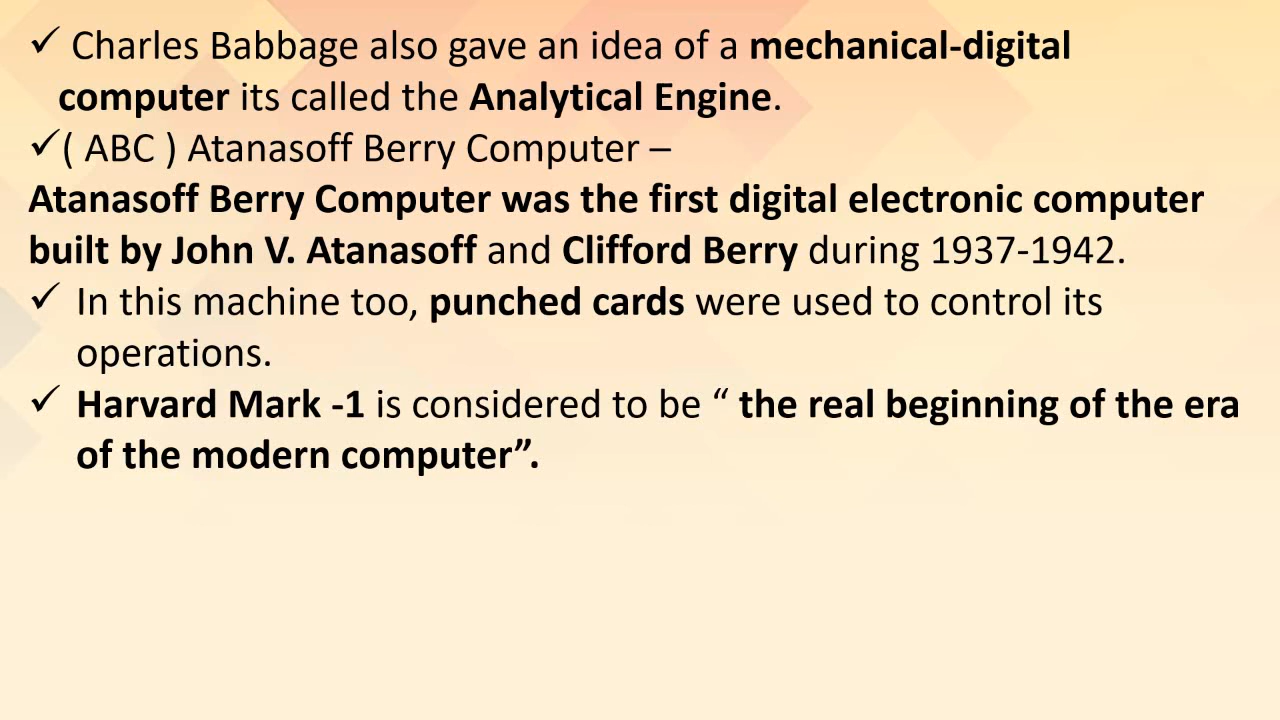 ✓ Charles Babbage also gave an idea of a mechanical-digital
computer its called the Analytical Engine.
✓( ABC ) Atanasoff Berry Computer –
Atanasoff Berry Computer was the first digital electronic computer
built by John V. Atanasoff and Clifford Berry during 1937-1942.
✓ In this machine too, punched cards were used to control its
operations.
✓ Harvard Mark -1 is considered to be “ the real beginning of the era
of the modern computer”.